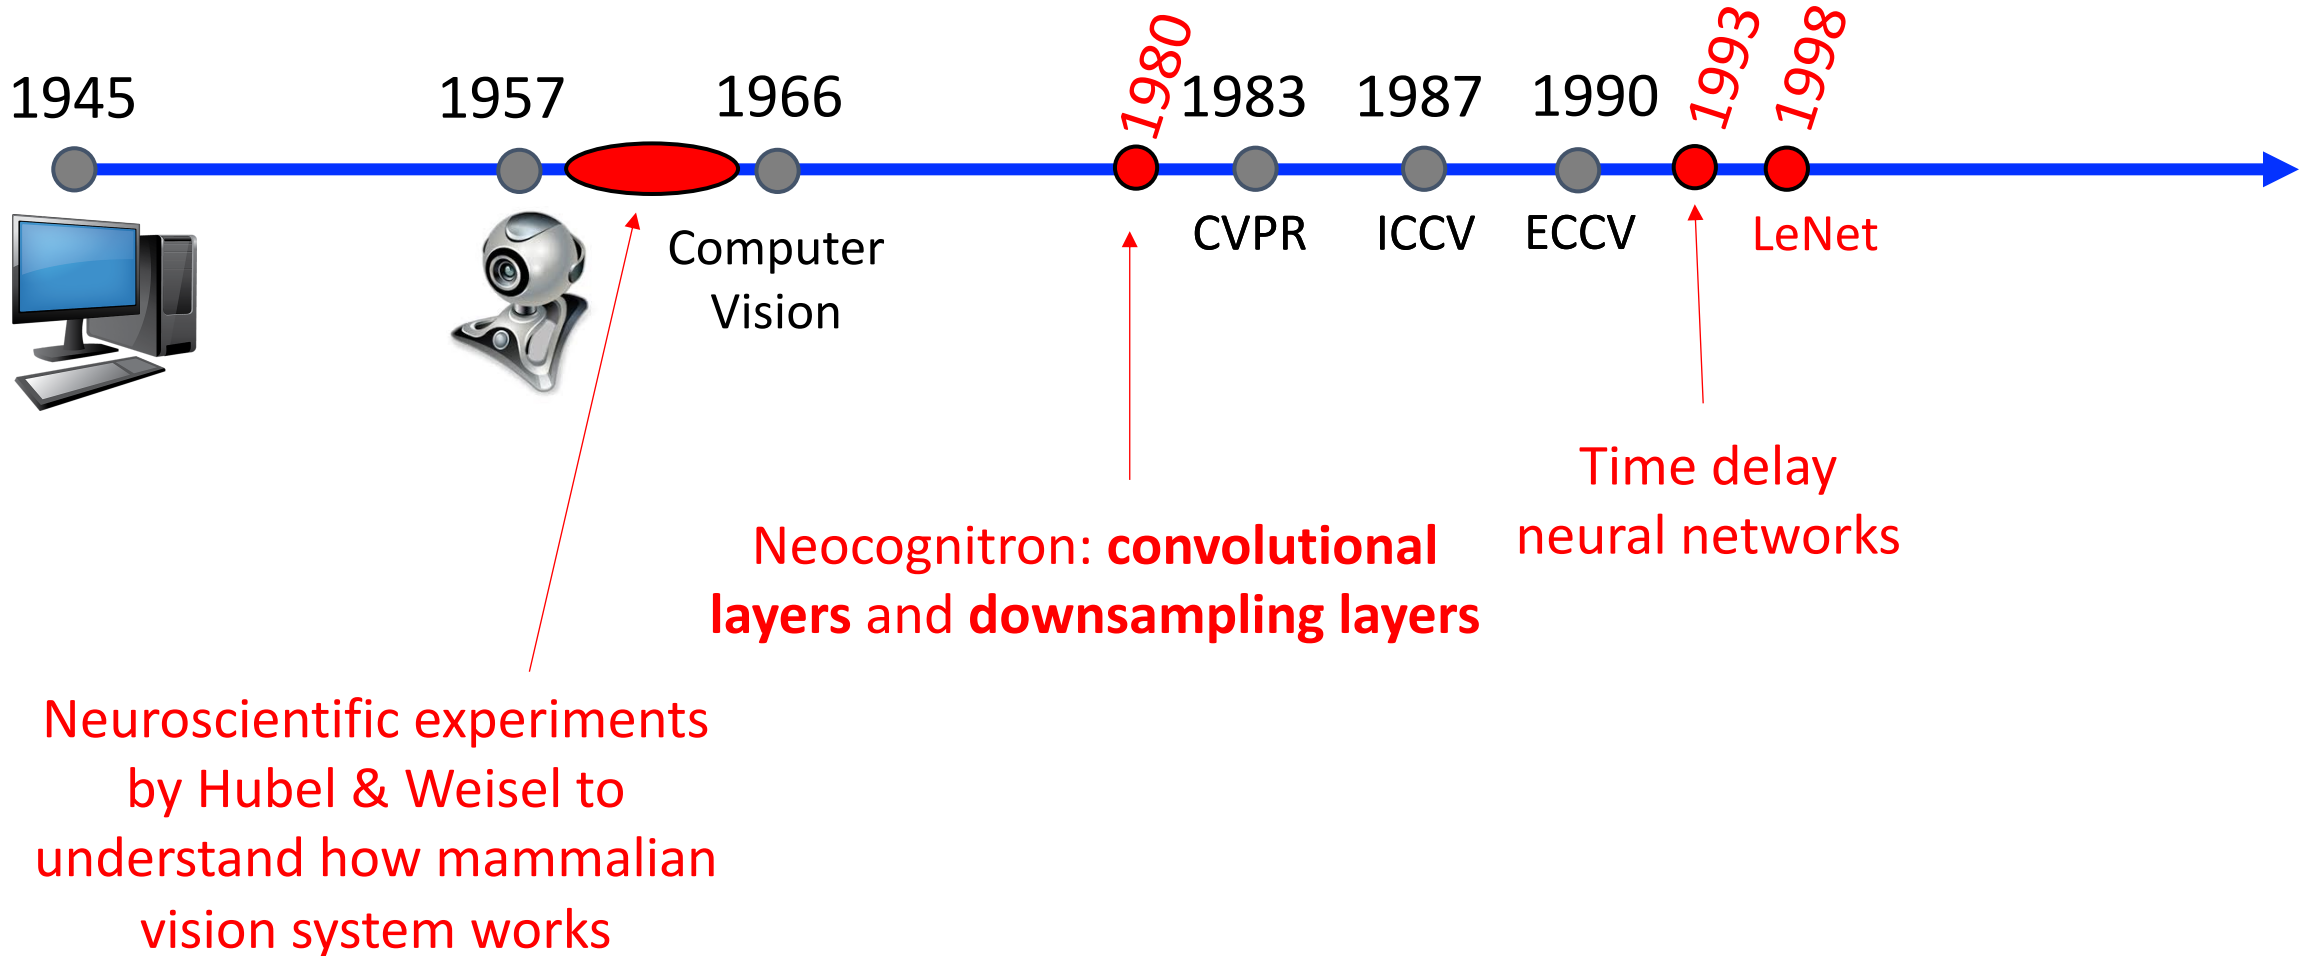 1945
1957
1966
1980
1983
1987
1990
1993
1998
Computer
Vision
CVPR
ICCV
ECCV
LeNet
Time delay
neural networks
Neocognitron: convolutional
layers and downsampling layers
Neuroscientific experiments
by Hubel & Weisel to
understand how mammalian
vision system works